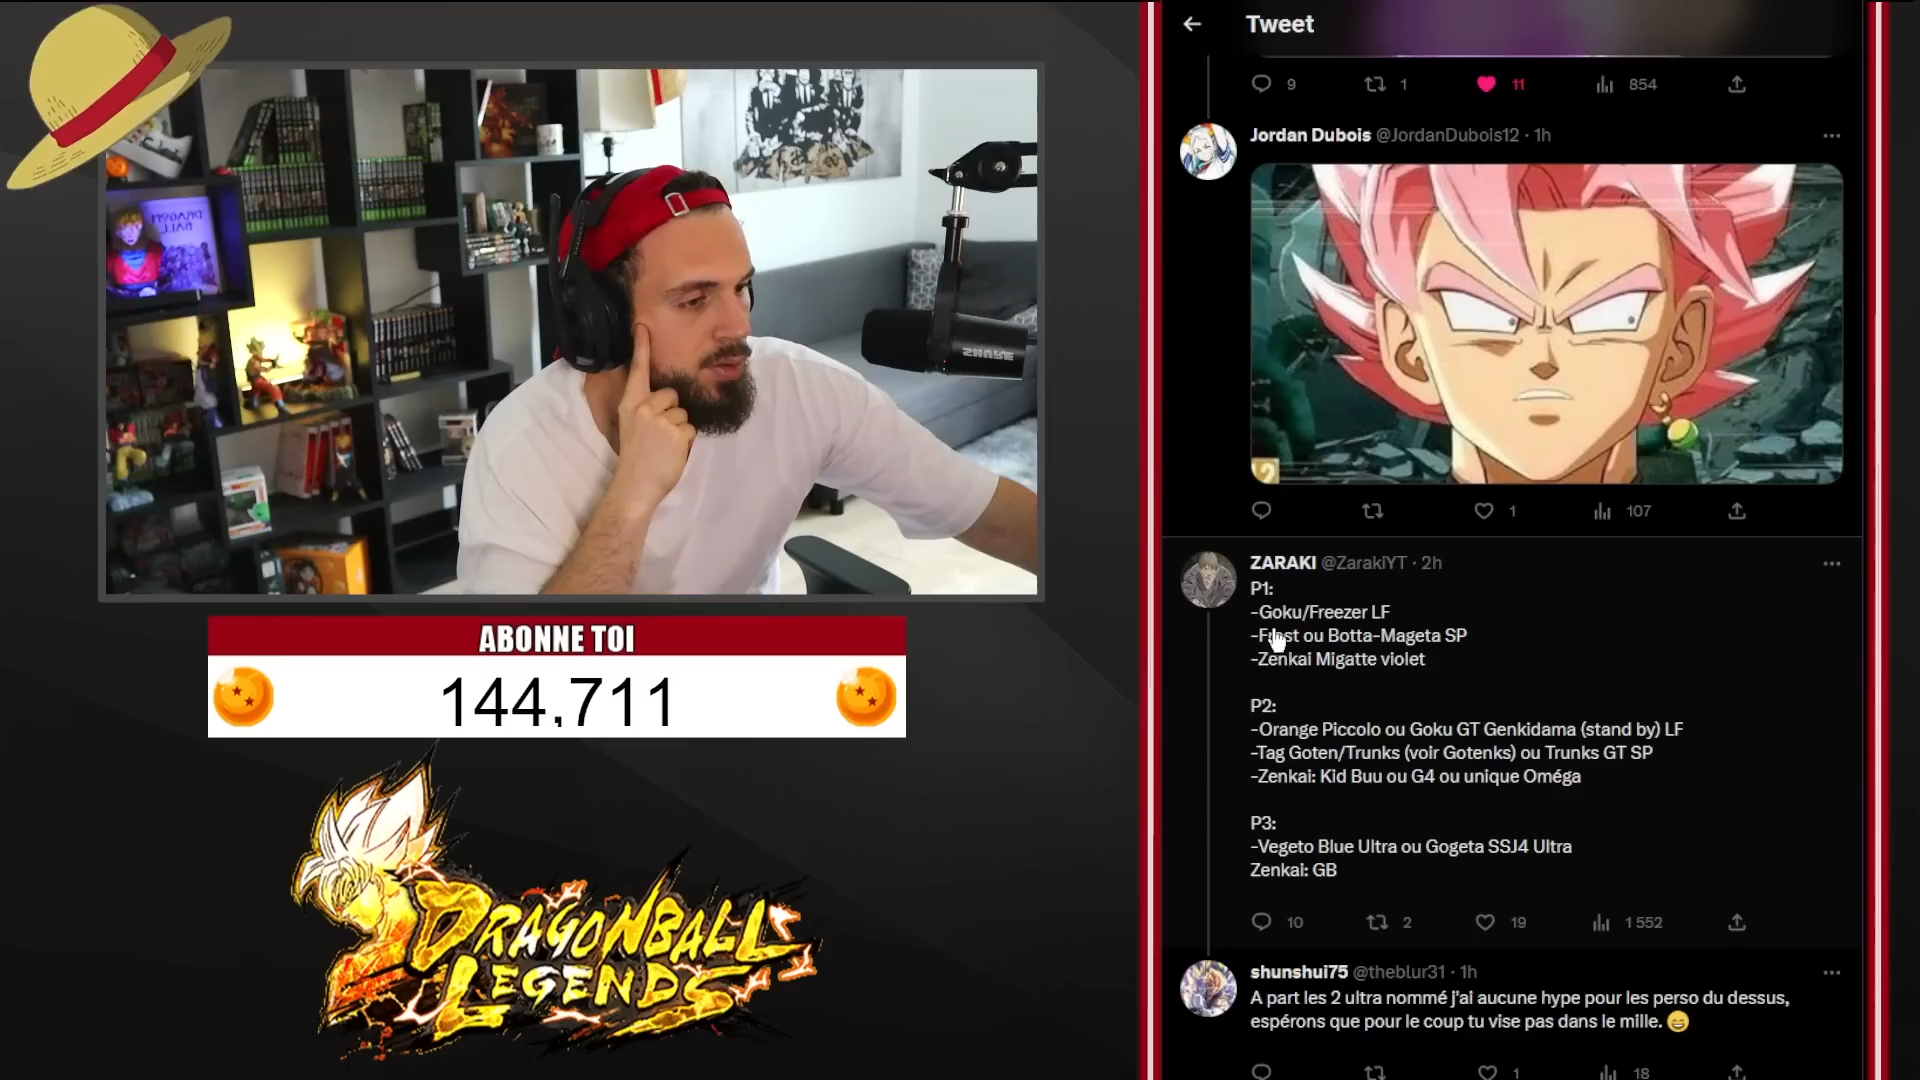 Tweet
9 1 11 854
Jordan Dubois @JordanDubois12 · 1h
1 107
ZARAKI @ZarakiYT · 2h
P1:
-Goku/Freezer LF
-Frost ou Botta-Mageta SP
-Zenkai Migatte violet
P2:
-Orange Piccolo ou Goku GT Genkidama (stand by) LF
-Tag Goten/Trunks (voir Gotenks) ou Trunks GT SP
-Zenkai: Kid Buu ou G4 ou unique Oméga
P3:
-Vegeto Blue Ultra ou Gogeta SSJ4 Ultra
Zenkai: GB
10 2 19 1 552
shunshui75 @theblur31 · 1h
A part les 2 ultra nommé j'ai aucune hype pour les perso du dessus,
espérons que pour le coup tu vise pas dans le mille. 😄
1 18
SHURE
DRAGON
BALL
ABONNE TOI
144,711
DRAGONBALL
LEGENDS